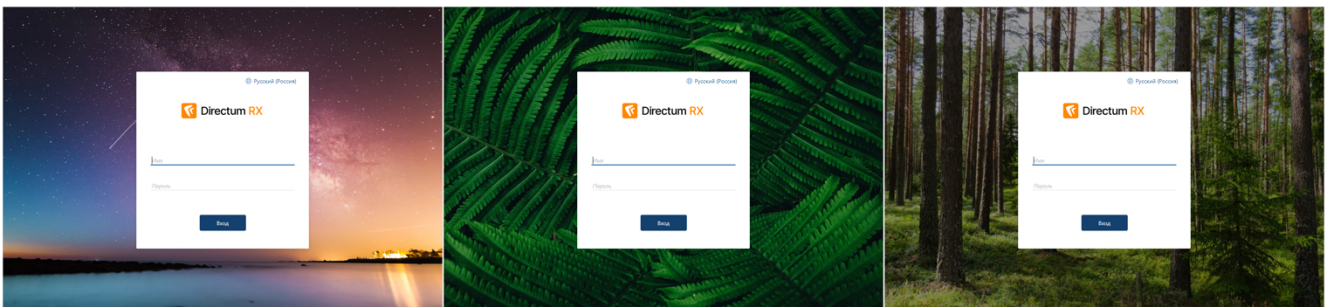 Русский (Россия)
Directum RX
Имя
Пароль
Вход
Русский (Россия)
Directum RX
Имя
Пароль
Вход
Русский (Россия)
Directum RX
Имя
Пароль
Вход